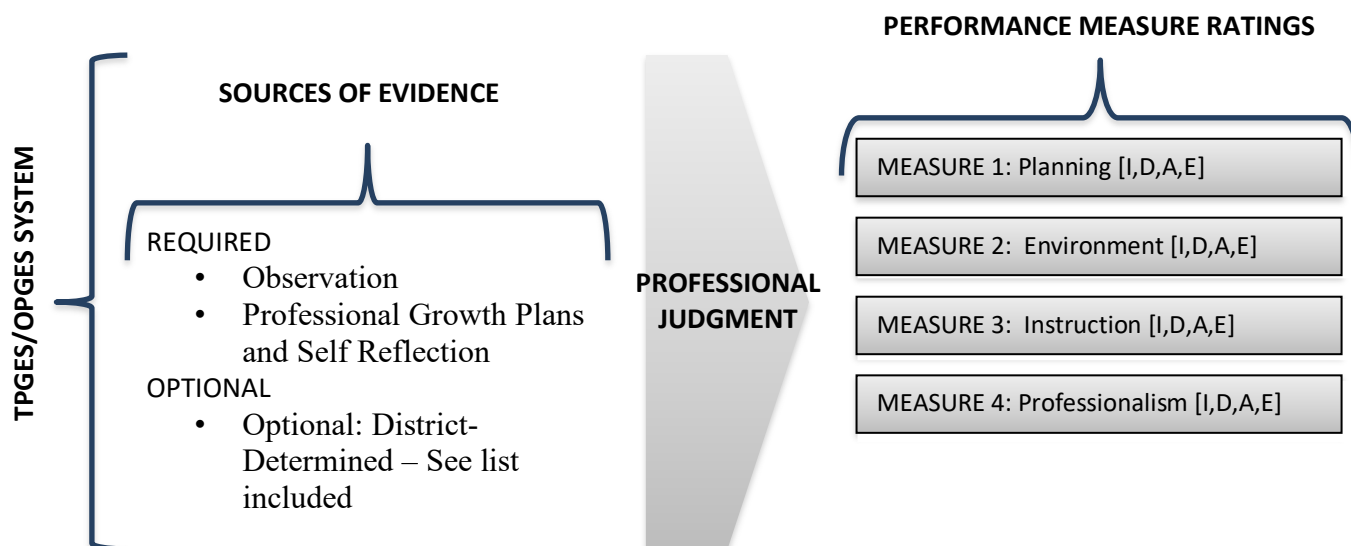 TPGES/OPGES SYSTEM
SOURCES OF EVIDENCE
REQUIRED
• Observation
• Professional Growth Plans
and Self Reflection
OPTIONAL
• Optional: District-
Determined – See list
included
PROFESSIONAL
JUDGMENT
PERFORMANCE MEASURE RATINGS
MEASURE 1: Planning [I,D,A,E]
MEASURE 2:  Environment [I,D,A,E]
MEASURE 3:  Instruction [I,D,A,E]
MEASURE 4: Professionalism [I,D,A,E]